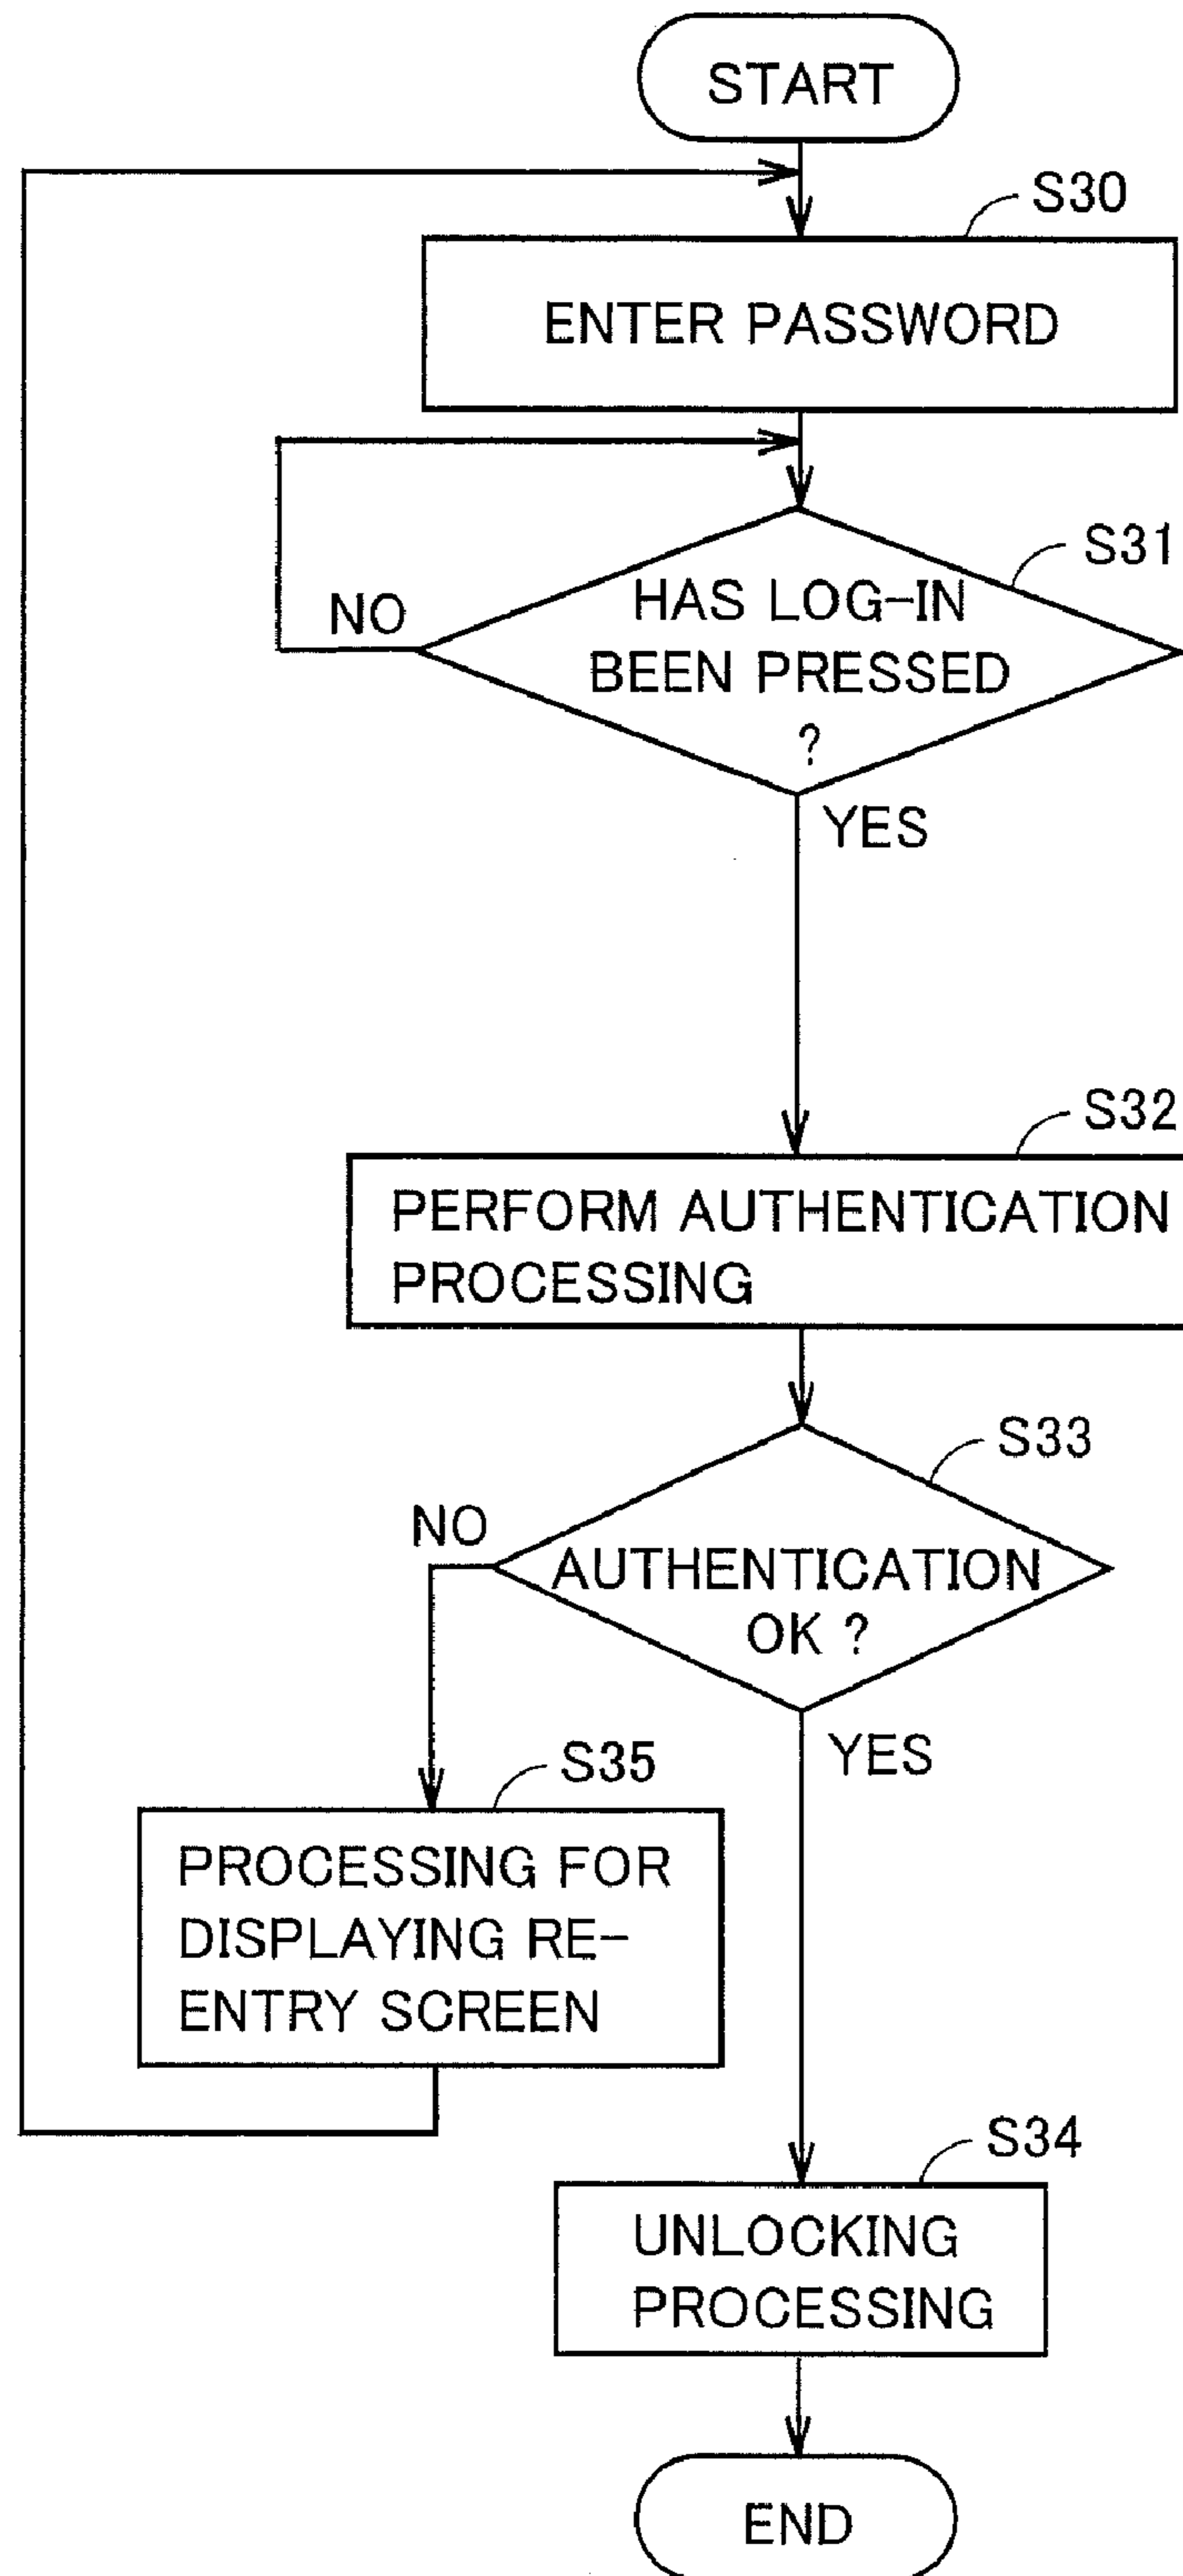 START
S30
ENTER PASSWORD
S31
HAS LOG-IN
BEEN PRESSED
?
NO
YES
S32
PERFORM AUTHENTICATION
PROCESSING
S33
NO
AUTHENTICATION
OK ?
YES
S35
PROCESSING FOR
DISPLAYING RE-
ENTRY SCREEN
S34
UNLOCKING
PROCESSING
END